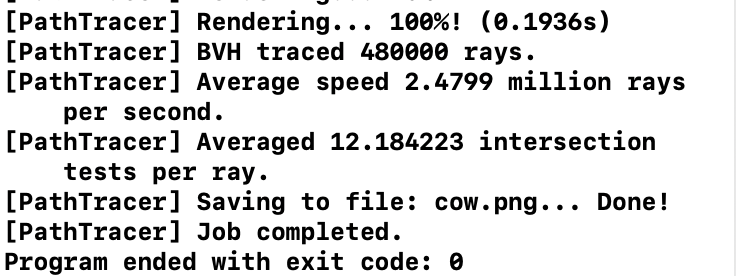 [PathTracer] Rendering... 100%! (0.1936s)
[PathTracer] BVH traced 480000 rays.
[PathTracer] Average speed 2.4799 million rays
per second.
[PathTracer] Averaged 12.184223 intersection
tests per ray.
[PathTracer] Saving to file: cow.png... Done!
[PathTracer] Job completed.
Program ended with exit code: 0